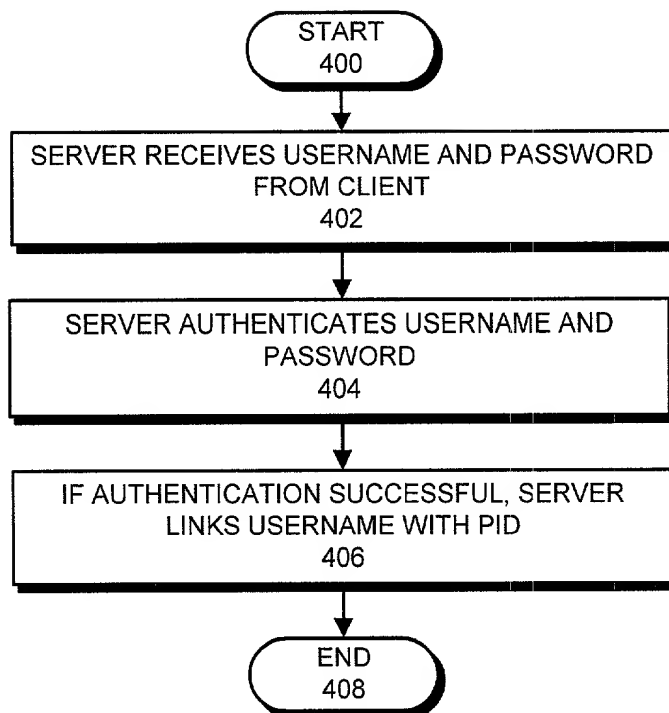 START
400
SERVER RECEIVES USERNAME AND PASSWORD
FROM CLIENT
402
SERVER AUTHENTICATES USERNAME AND
PASSWORD
404
IF AUTHENTICATION SUCCESSFUL, SERVER
LINKS USERNAME WITH PID
406
END
408